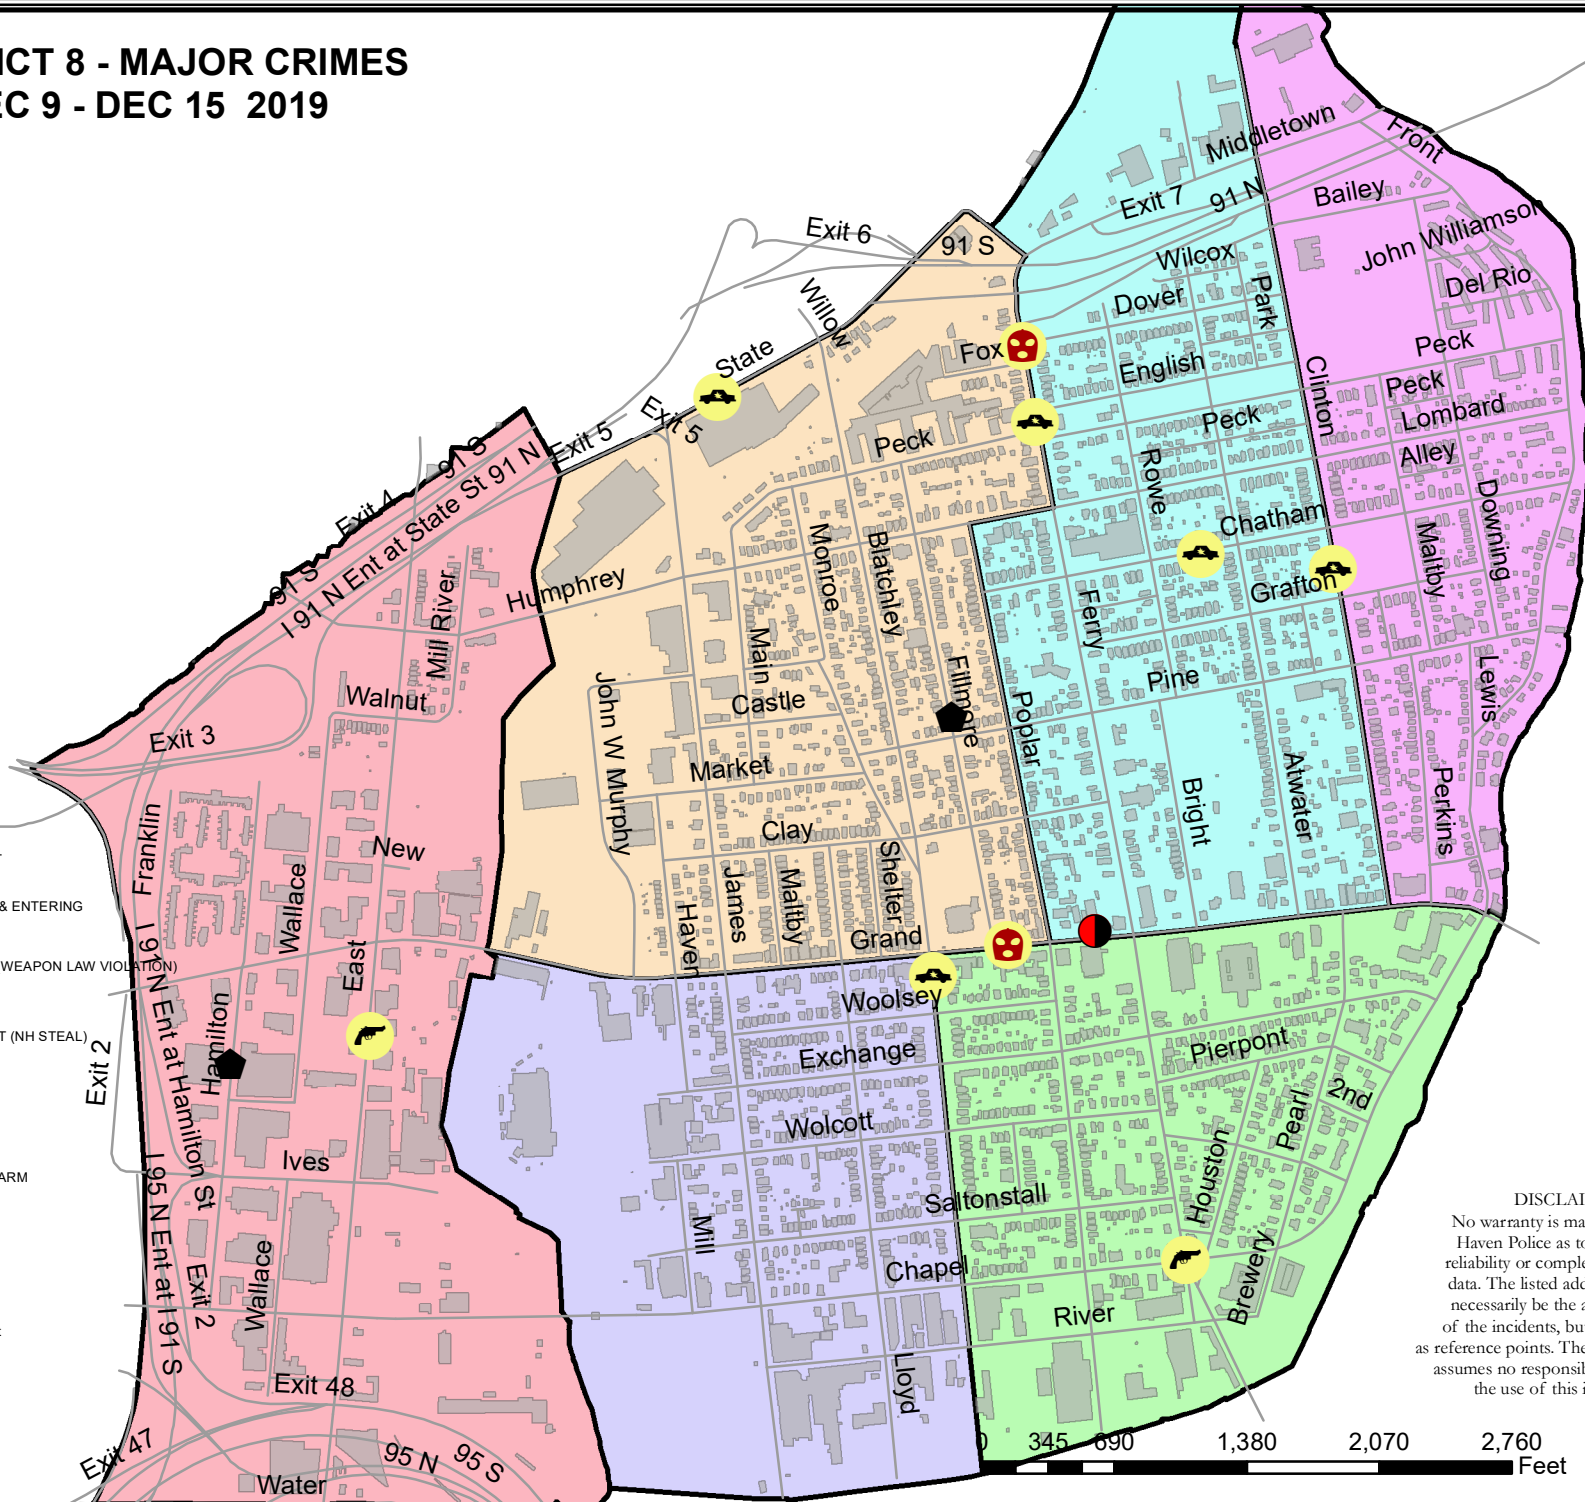 ICT 8 - MAJOR CRIMES
EC 9 - DEC 15 2019
Middletown
Front
Exit 7
91 N
Bailey
Exit 6
91 S
John Williamson
Wilcox
Del Rio
Willow
Dover
Park
Fox
State
English
Peck
Clinton
Peck
Exit 5
Exit 5
Peck
Peck
Lombard
Alley
91 S
91 N
Exit 4
I 91 N Ent at State St
Rowe
Chatham
Downing
Maltby
Monroe
Blatchley
91 S
Humphrey
Mill River
Grafton
Ferry
Main
Fillmore
Pine
Lewis
Walnut
Castle
John W Murphy
Poplar
Exit 3
Market
Atwater
Bright
Perkins
Franklin
New
Clay
Wallace
Shelter
James
Maltby
Haven
Grand
& ENTERING
WEAPON LAW VIOLATION)
East
I 91 N Ent at Hamilton St
Hamilton
Woolsey
T (NH STEAL)
Exit 2
Exchange
Pierpont
2nd
Pearl
Wolcott
Houston
Ives
ARM
Saltonstall
I 95 N Ent at I 91 S
Mill
Exit 2
Wallace
Chapel
Brewery
River
Lloyd
Exit 48
Exit 47
95 N
95 S
Water
DISCLAI
No warranty is ma
Haven Police as to
reliability or comple
data. The listed add
necessarily be the a
of the incidents, bu
as reference points. The
assumes no responsib
the use of this i
0 345 690 1,380 2,070 2,760
Feet